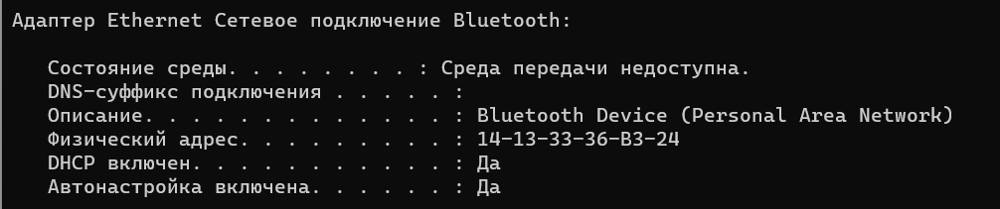 Адаптер Ethernet Сетевое подключение Bluetooth:
Состояние среды. . . . . . . . : Среда передачи недоступна.
DNS-суффикс подключения . . . . . :
Описание. . . . . . . . . . . . . : Bluetooth Device (Personal Area Network)
Физический адрес. . . . . . . . . : 14-13-33-36-B3-24
DHCP включен. . . . . . . . . . . : Да
Автонастройка включена. . . . . . : Да